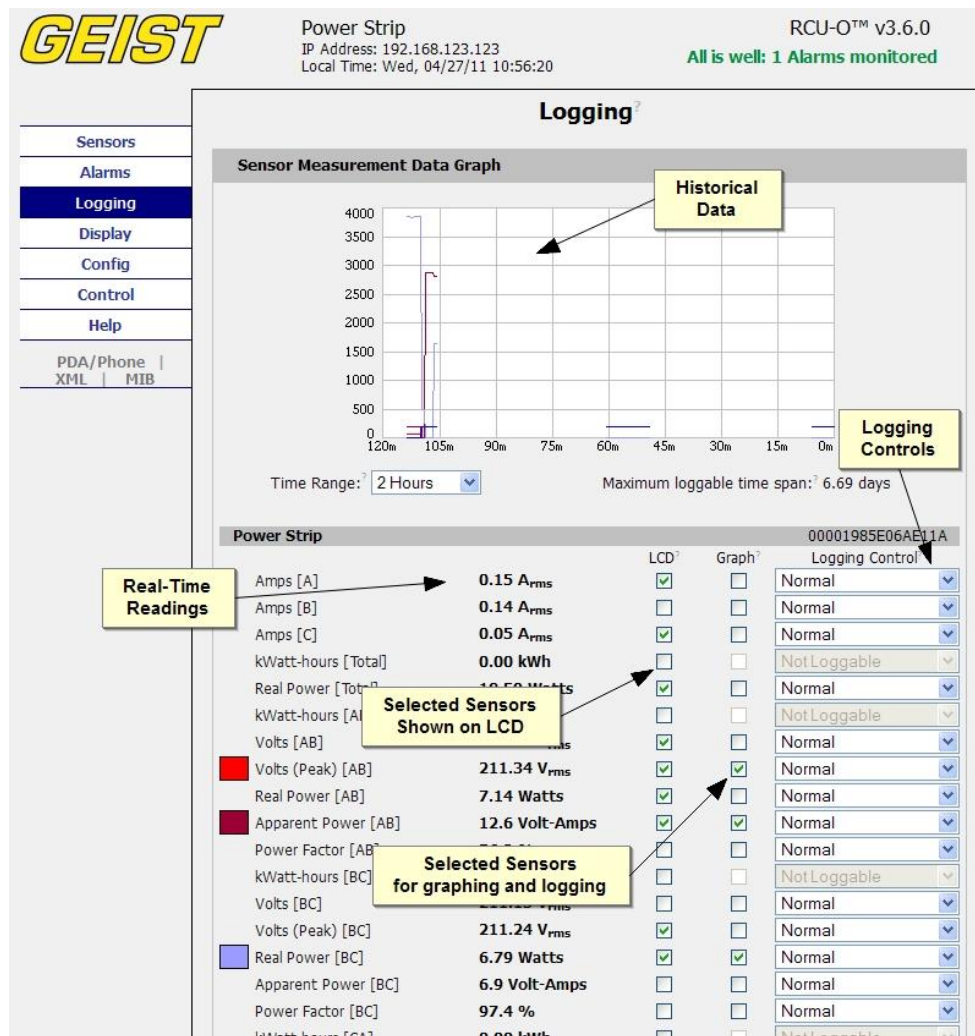 GEIST
Power Strip
IP Address: 192.168.123.123
Local Time: Wed, 04/27/11 10:56:20
RCU-O™ v3.6.0
All is well: 1 Alarms monitored
Logging?
Sensors
Alarms
Logging
Display
Config
Control
Help
PDA/Phone |
XML | MIB
Sensor Measurement Data Graph
Historical
Data
4000
3500
3000
2500
2000
1500
1000
500
0
120m 105m 90m 75m 60m 45m 30m 15m 0m
Logging
Controls
Time Range:? 2 Hours
Maximum loggable time span:? 6.69 days
Power Strip 00001985E06AE11A
LCD? Graph? Logging Control
Real-Time
Readings
Amps [A] 0.15 Arms Normal
Amps [B] 0.14 Arms Normal
Amps [C] 0.05 Arms Normal
kWatt-hours [Total] 0.00 kWh Not Loggable
Real Power Watts Normal
Selected Sensors
Shown on LCD
kWatt-hours Not Loggable
Volts [AB] Normal
Volts (Peak) [AB] 211.34 Vrms Normal
Real Power [AB] 7.14 Watts Normal
Apparent Power [AB] 12.6 Volt-Amps Normal
Power Factor [AB] Normal
Selected Sensors
for graphing and logging
kWatt-hours [BC] Not Loggable
Volts [BC] Normal
Volts (Peak) [BC] 211.24 Vrms Normal
Real Power [BC] 6.79 Watts Normal
Apparent Power [BC] 6.9 Volt-Amps Normal
Power Factor [BC] 97.4 % Normal